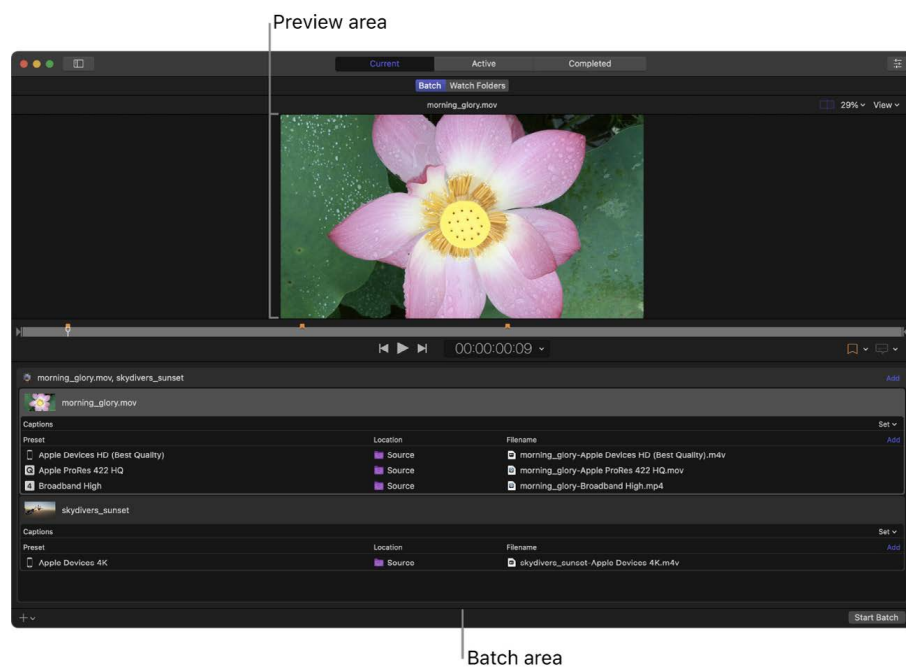 Preview area
Current Active Completed
Batch Watch Folders
morning_glory.mov 29% View
00:00:00:09
morning_glory.mov, skydivers_sunset Add
morning_glory.mov
Captions Set
Preset Location Filename Add
Apple Devices HD (Best Quality) Source morning_glory-Apple Devices HD (Best Quality).m4v
Apple ProRes 422 HQ Source morning_glory-Apple ProRes 422 HQ.mov
4 Broadband High Source morning_glory-Broadband High.mp4
skydivers_sunset
Captions Set
Preset Location Filename Add
Apple Devices 4K Source skydivers_sunset-Apple Devices 4K.m4v
Start Batch
Batch area